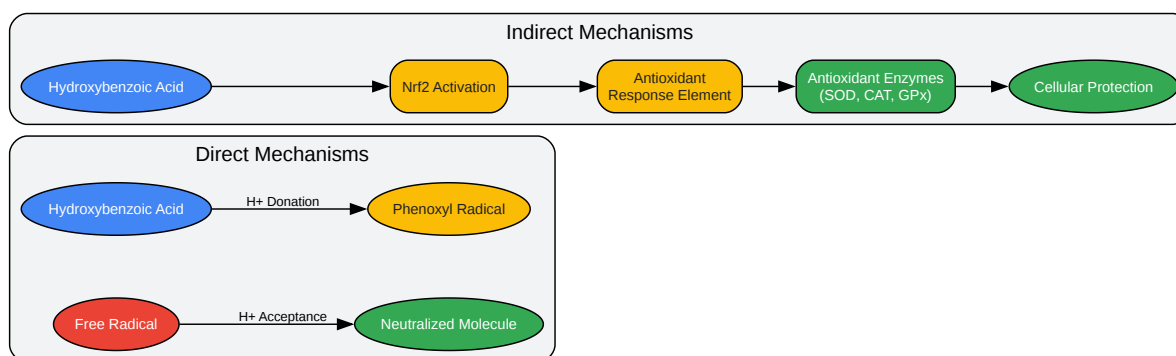 Indirect Mechanisms
Hydroxybenzoic Acid
Nrf2 Activation
Antioxidant
Response Element
Antioxidant Enzymes
(SOD, CAT, GPx)
Cellular Protection
Direct Mechanisms
Hydroxybenzoic Acid
H+ Donation
Phenoxyl Radical
Free Radical
H+ Acceptance
Neutralized Molecule